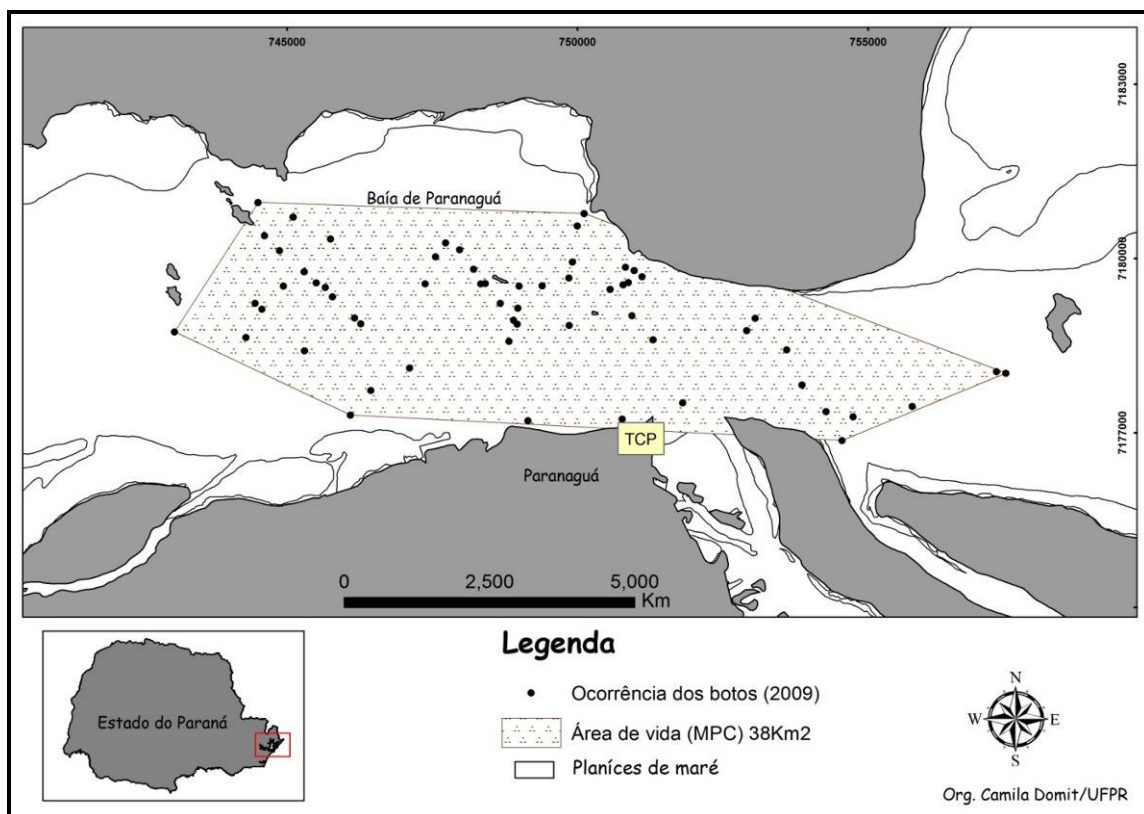 745000
750000
755000
7183000
Baía de Paranaguá
7180000
7177000
TCP
Paranaguá
0
2,500
5,000
Km
Legenda
Ocorrência dos botos (2009)
Área de vida (MPC) 38Km2
Planíces de maré
Estado do Paraná
N
W
E
S
Org. Camila Domit/UFPR